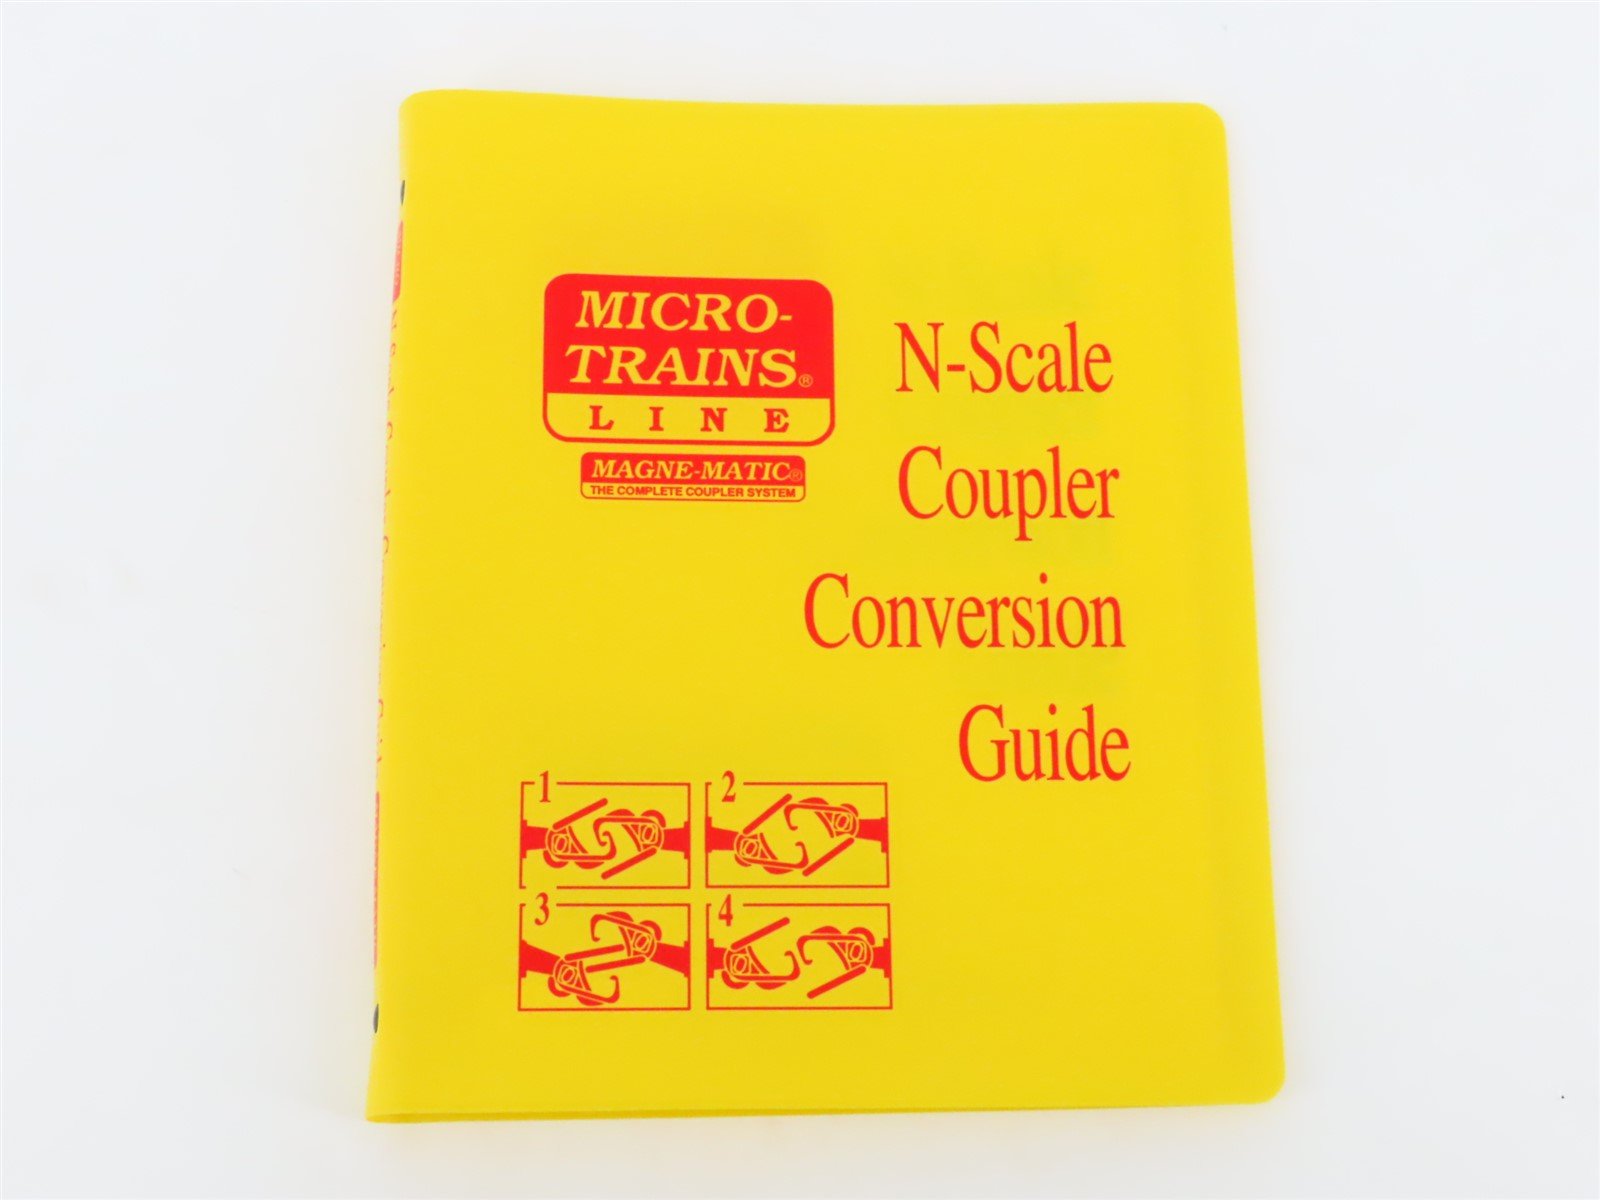 MICRO-
TRAINS®
LINE
MAGNE-MATIC®
THE COMPLETE COUPLER SYSTEM
N-Scale
Coupler
Conversion
Guide
1
2
3
4